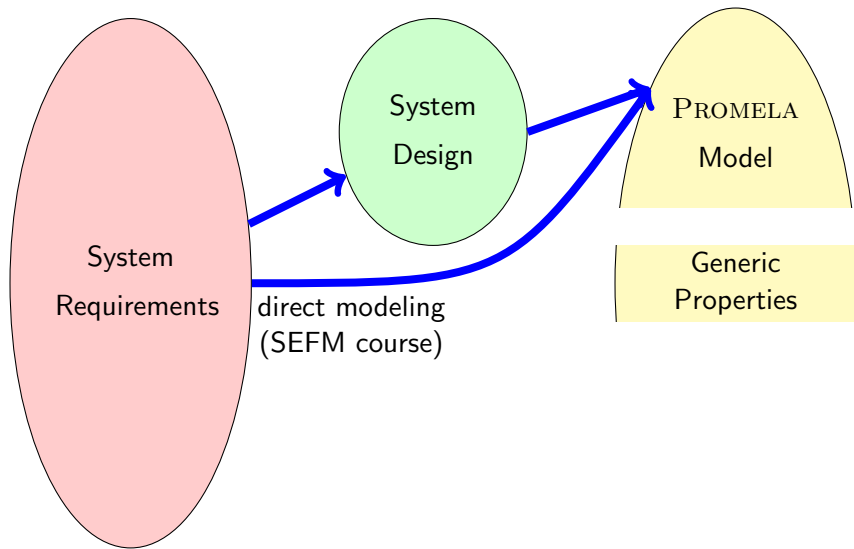 System
Requirements
System
Design
direct modeling
(SEFM course)
PROMELA
Model
Generic
Properties